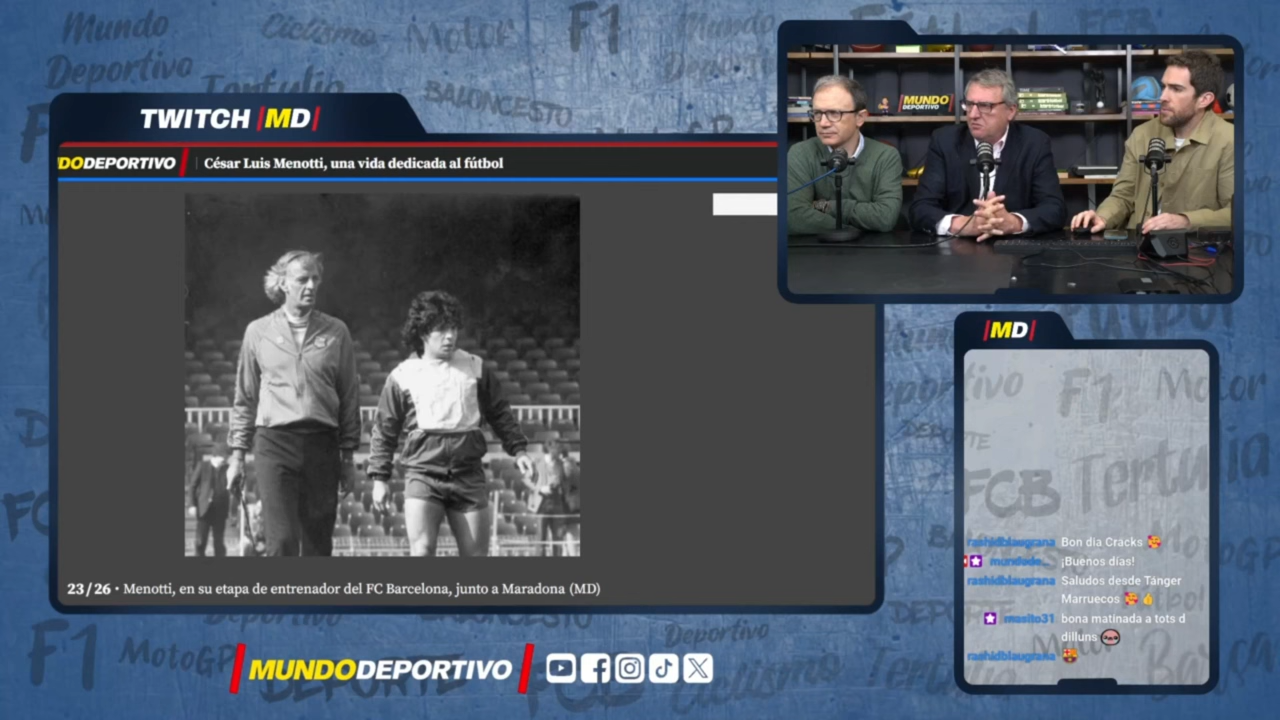 TWITCH |MD|
DODEPORTIVO
César Luis Menotti, una vida dedicada al fútbol
MUNDO
DEPORTIVO
23/26 • Menotti, en su etapa de entrenador del FC Barcelona, junto a Maradona (MD)
|MD|
rashidblaugrana Bon dia Cracks
mundode... ¡Buenos días!
rashidblaugrana Saludos desde Tánger
Marruecos
masito31 bona matinada a tots d
dilluns
rashidblaugrana
MUNDODEPORTIVO